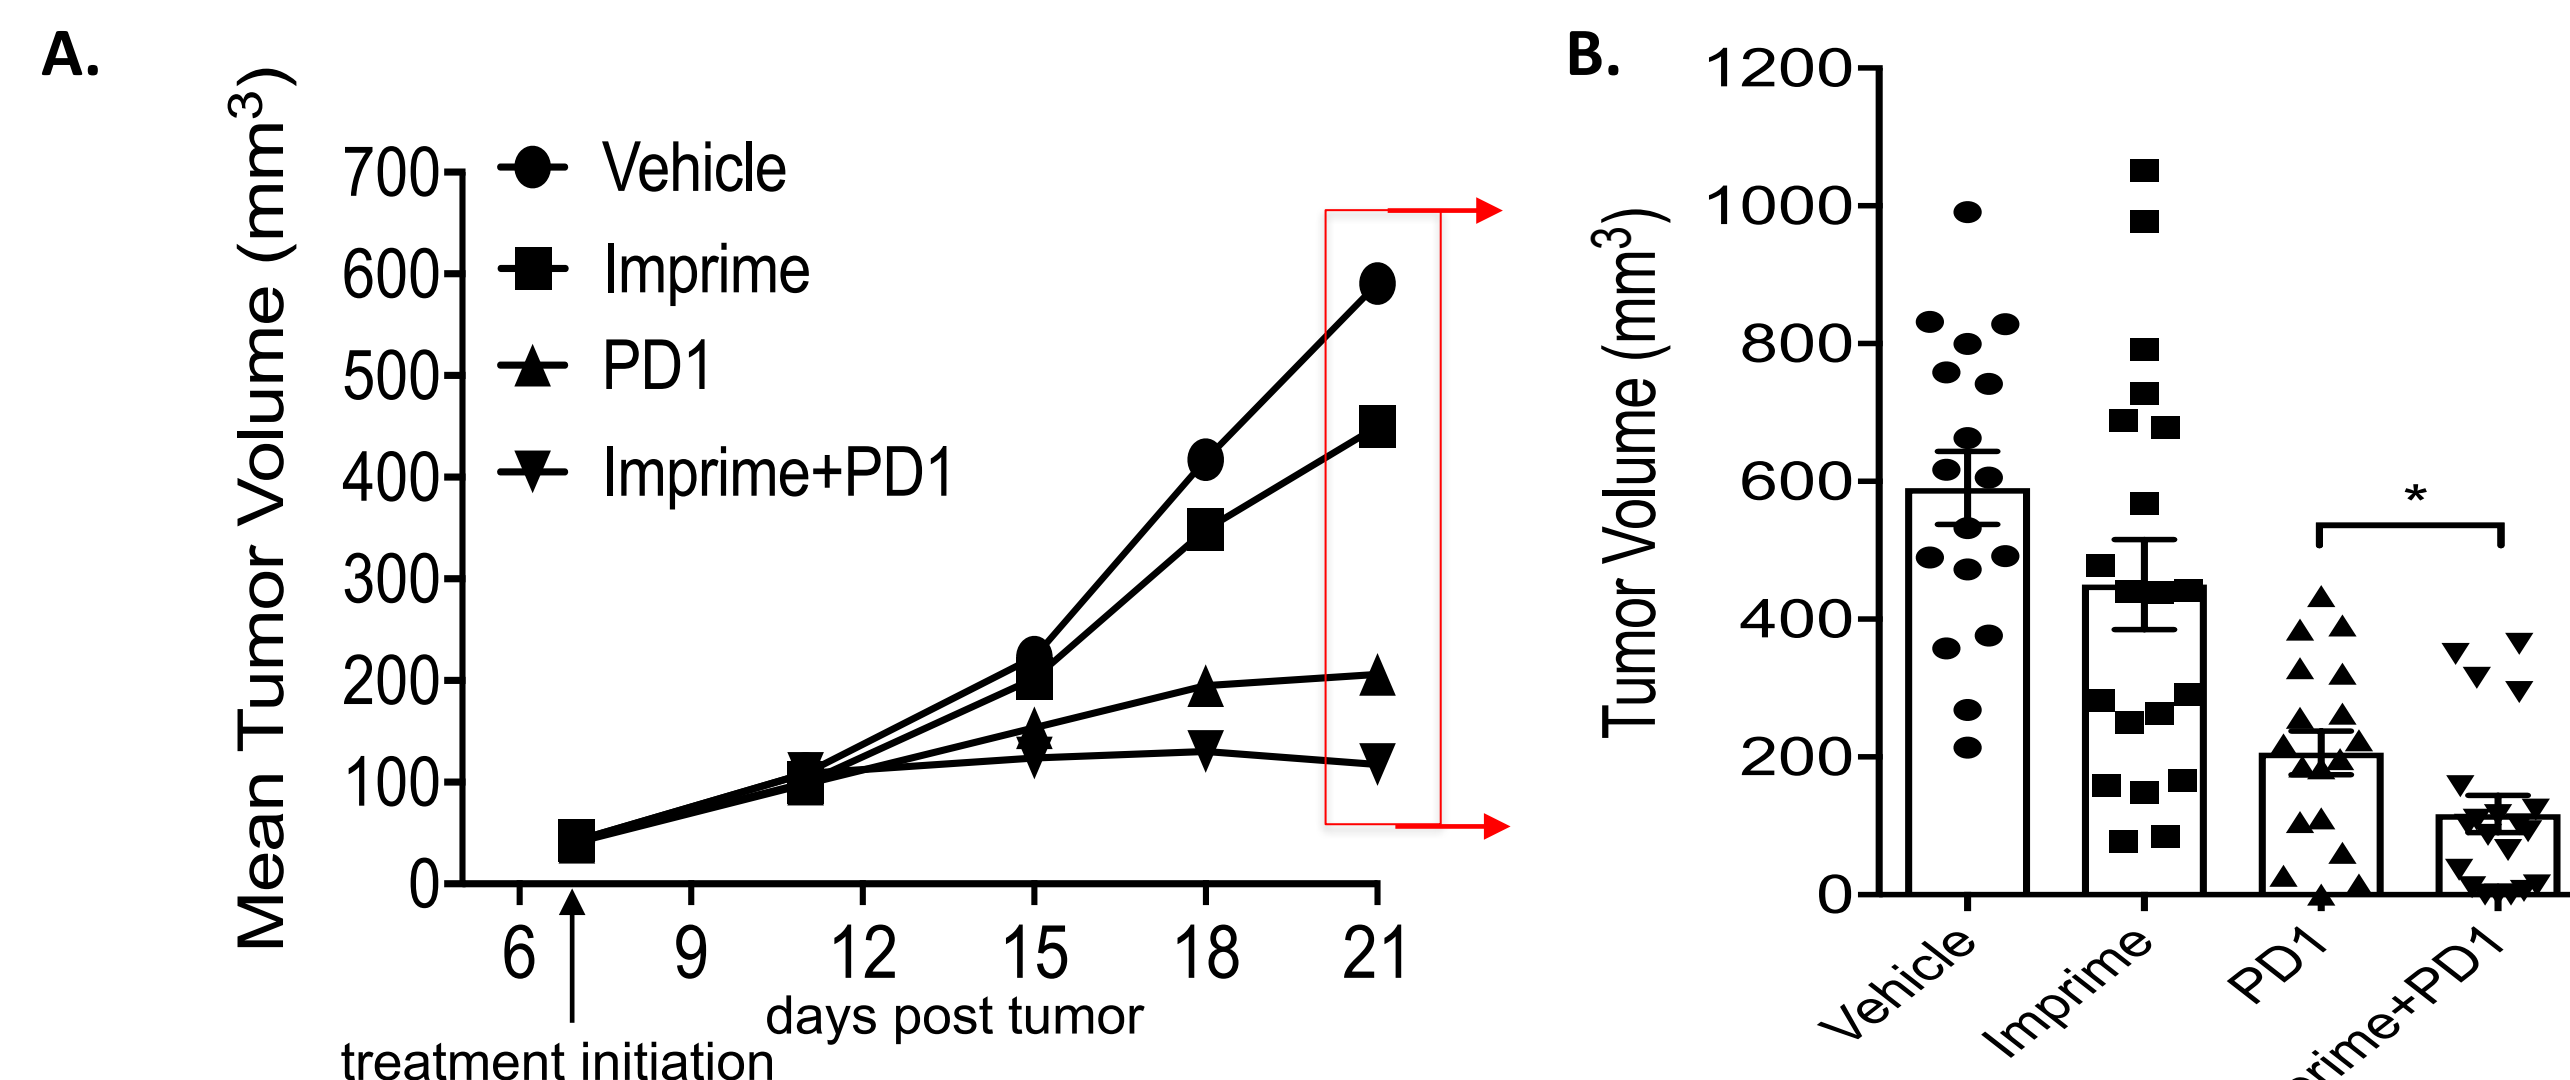 A.
Mean Tumor Volume (mm³)
700
600
500
400
300
200
100
0
Vehicle
Imprime
PD1
Imprime+PD1
6 9 12 15 18 21
days post tumor
treatment initiation
B.
Tumor Volume (mm³)
1200
1000
800
600
400
200
0
*
Vehicle
Imprime
PD1
rime+PD1